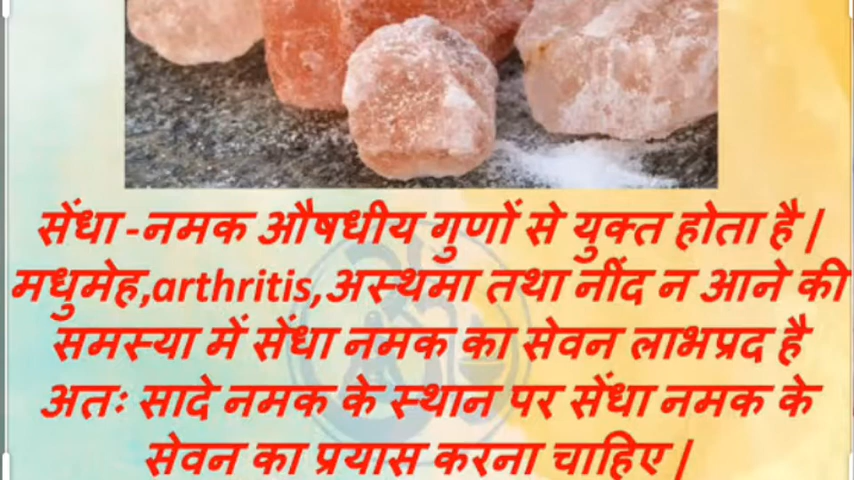 सेंधा -नमक औषधीय गुणों से युक्त होता है |
मधुमेह,arthritis,अस्थमा तथा नींद न आने की
समस्या में सेंधा नमक का सेवन लाभप्रद है
अतः सादे नमक के स्थान पर सेंधा नमक के
सेवन का प्रयास करना चाहिए |